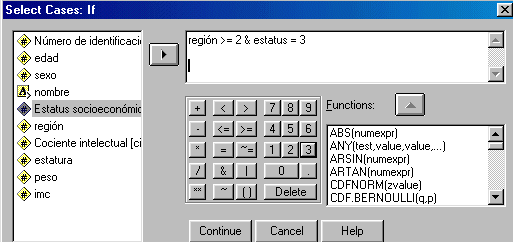 Select Cases: If
Número de identificaci
edad
sexo
nombre
Estatus socioeconómic
región
Cociente intelectual [ci
estatura
peso
imc
región >= 2 & estatus = 3
+ < > 7 8 9
- <= >= 4 5 6
* = ~= 1 2 3
/ & | 0 .
** ~ ( ) Delete
Functions:
ABS(numexpr)
ANY(test,value,value,...)
ARSIN(numexpr)
ARTAN(numexpr)
CDFNORM(zvalue)
CDF.BERNOULLI(q,p)
Continue Cancel Help